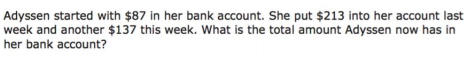 Adyssen started with $87 in her bank account. She put $213 into her account last
week and another $137 this week. What is the total amount Adyssen now has in
her bank account?